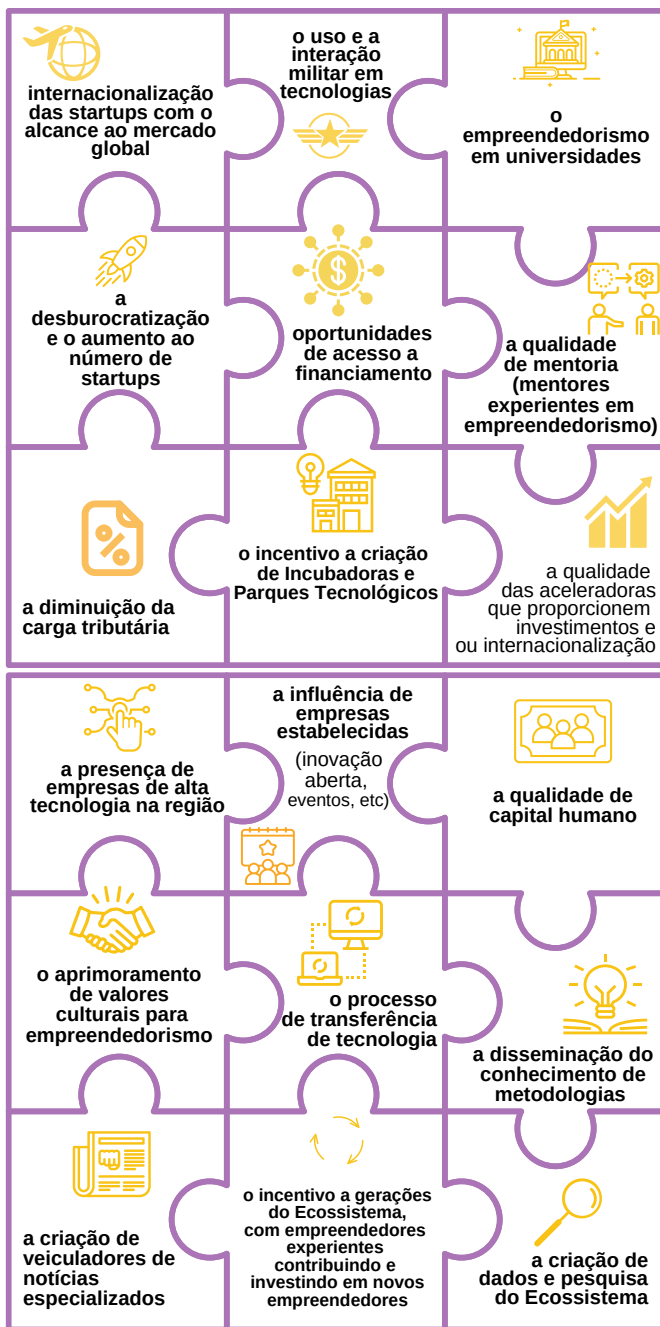 internacionalização
das startups com o
alcance ao mercado
global
o uso e a
interação
militar em
tecnologias
o
empreendedorismo
em universidades
a
desburocratização
e o aumento ao
número de
startups
oportunidades
de acesso a
financiamento
a qualidade
de mentoria
(mentores
experientes em
empreendedorismo)
a diminuição da
carga tributária
o incentivo a criação
de Incubadoras e
Parques Tecnológicos
a qualidade
das aceleradoras
que proporcionem
investimentos e
ou internacionalização
a presença de
empresas de alta
tecnologia na região
a influência de
empresas
estabelecidas
(inovação
aberta,
eventos, etc)
a qualidade de
capital humano
o aprimoramento
de valores
culturais para
empreendedorismo
o processo
de transferência
de tecnologia
a disseminação do
conhecimento de
metodologias
a criação de
veiculadores de
notícias
especializados
o incentivo a gerações
do Ecossistema,
com empreendedores
experientes
contribuindo e
investindo em novos
empreendedores
a criação de
dados e pesquisa
do Ecossistema